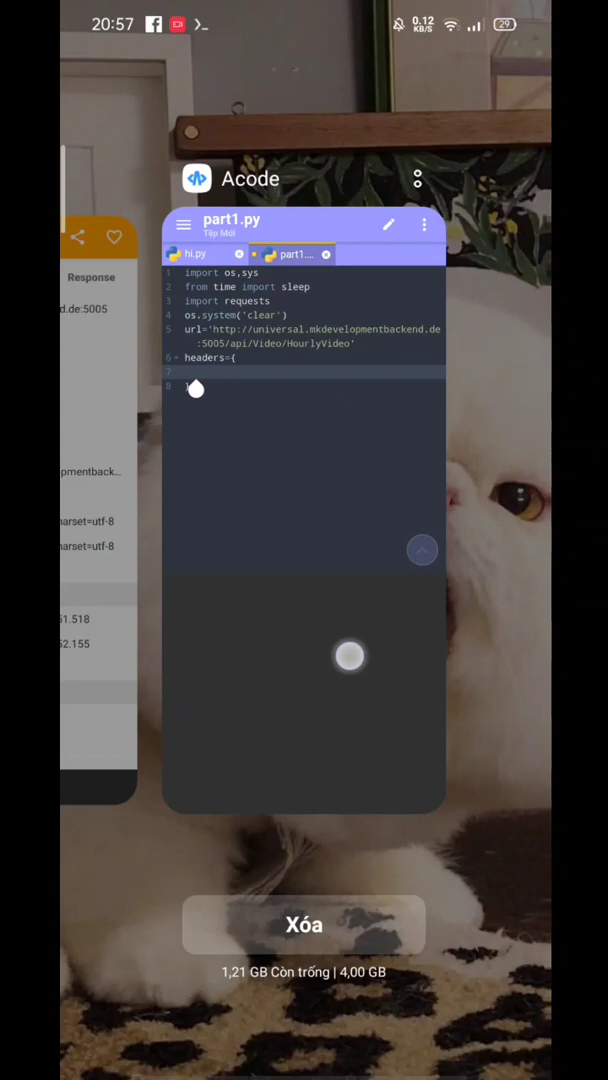 20:57
0.12
KB/S
29
Acode
part1.py
Tệp Mới
hi.py
part1....
Response
d.de:5005
pmentback...
harset=utf-8
harset=utf-8
51.518
52.155
1 import os,sys
2 from time import sleep
3 import requests
4 os.system('clear')
5 url='http://universal.mkdevelopmentbackend.de
:5005/api/Video/HourlyVideo'
6 headers={
7
8
Xóa
1,21 GB Còn trống | 4,00 GB